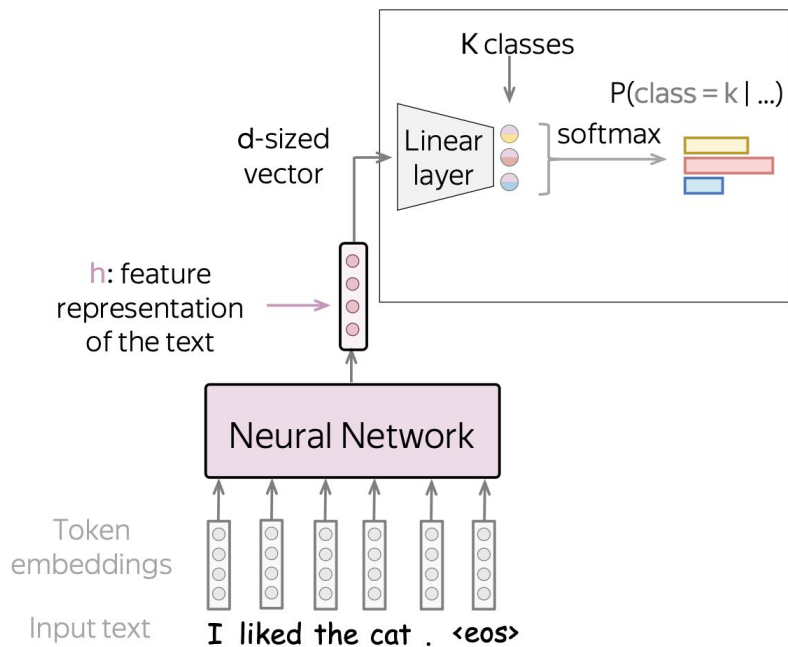 K classes
P(class = k | ...)
d-sized
vector
Linear
layer
softmax
h: feature
representation
of the text
Neural Network
Token
embeddings
Input text
I liked the cat . <eos>